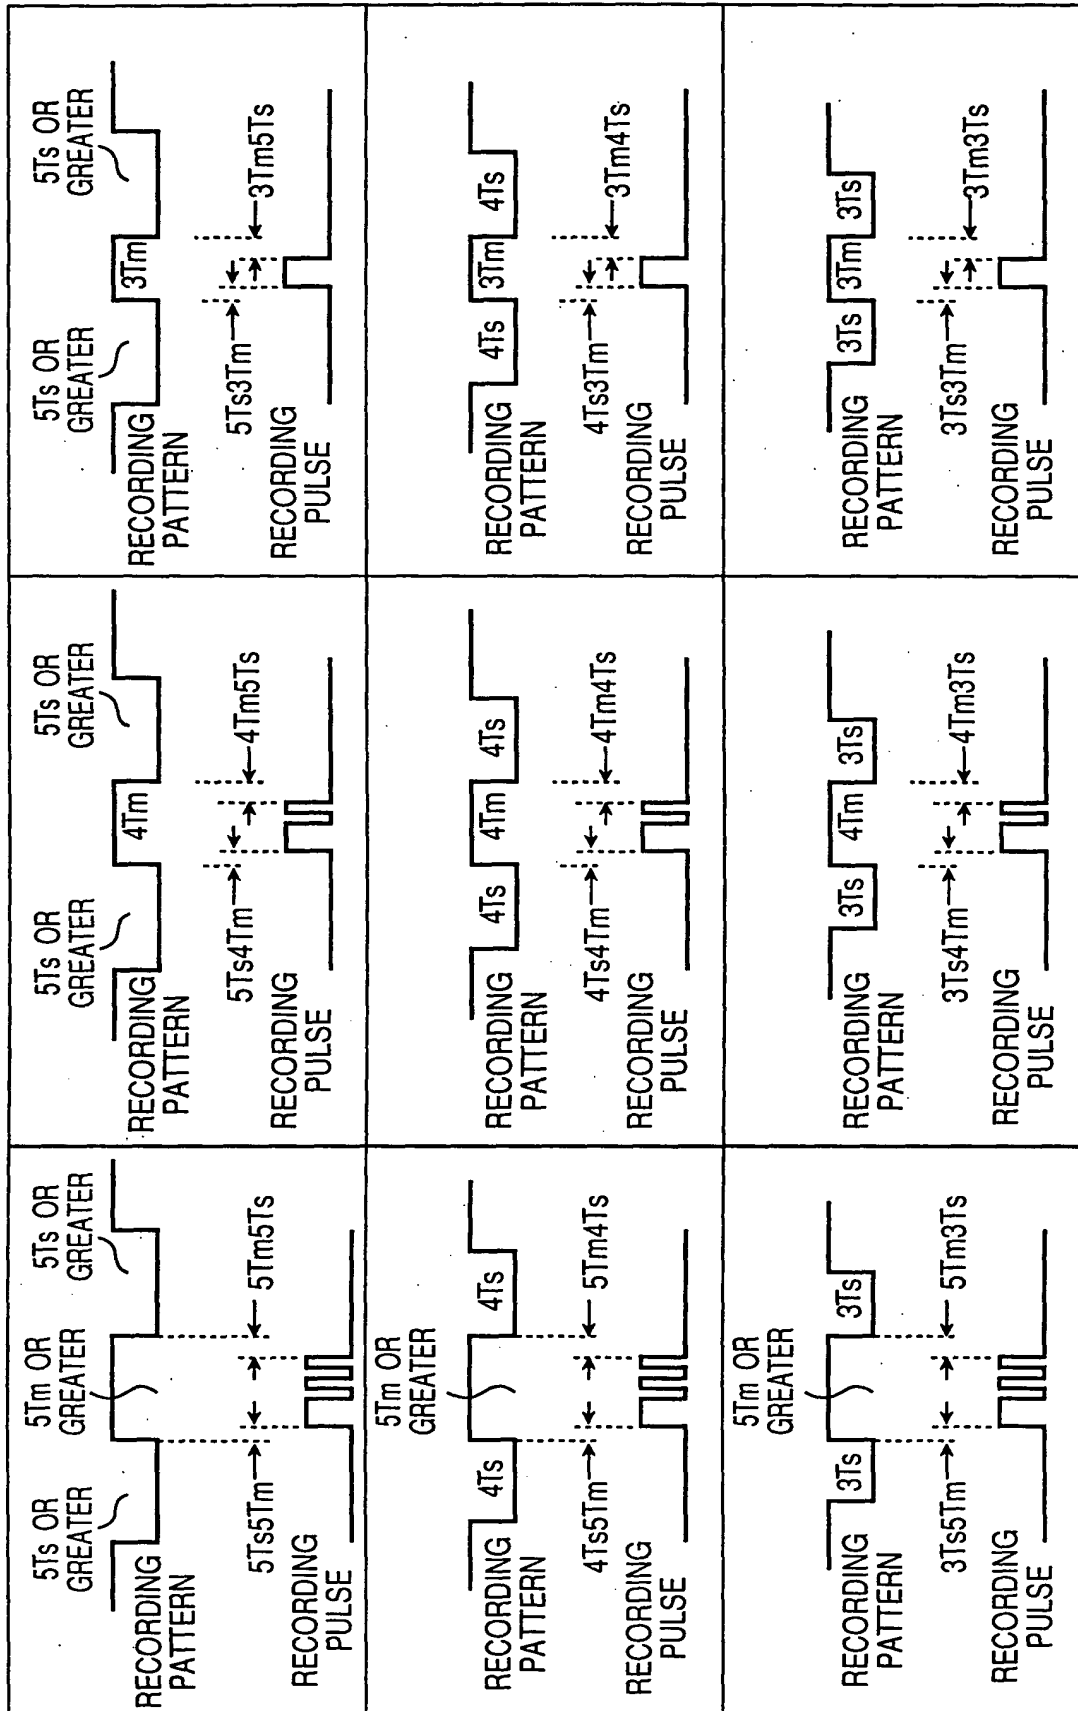 5Ts OR
GREATER
5Tm OR
GREATER
5Ts OR
GREATER
RECORDING
PATTERN
5Ts5Tm
5Tm5Ts
RECORDING
PULSE
5Ts OR
GREATER
4Tm
5Ts OR
GREATER
RECORDING
PATTERN
5Ts4Tm
4Tm5Ts
RECORDING
PULSE
5Ts OR
GREATER
3Tm
5Ts OR
GREATER
RECORDING
PATTERN
5Ts3Tm
3Tm5Ts
RECORDING
PULSE
5Tm OR
GREATER
4Ts
4Ts
RECORDING
PATTERN
4Ts5Tm
5Tm4Ts
RECORDING
PULSE
4Ts
4Tm
4Ts
RECORDING
PATTERN
4Ts4Tm
4Tm4Ts
RECORDING
PULSE
4Ts
3Tm
4Ts
RECORDING
PATTERN
4Ts3Tm
3Tm4Ts
RECORDING
PULSE
5Tm OR
GREATER
3Ts
3Ts
RECORDING
PATTERN
3Ts5Tm
5Tm3Ts
RECORDING
PULSE
3Ts
4Tm
3Ts
RECORDING
PATTERN
3Ts4Tm
4Tm3Ts
RECORDING
PULSE
3Ts
3Tm
3Ts
RECORDING
PATTERN
3Ts3Tm
3Tm3Ts
RECORDING
PULSE